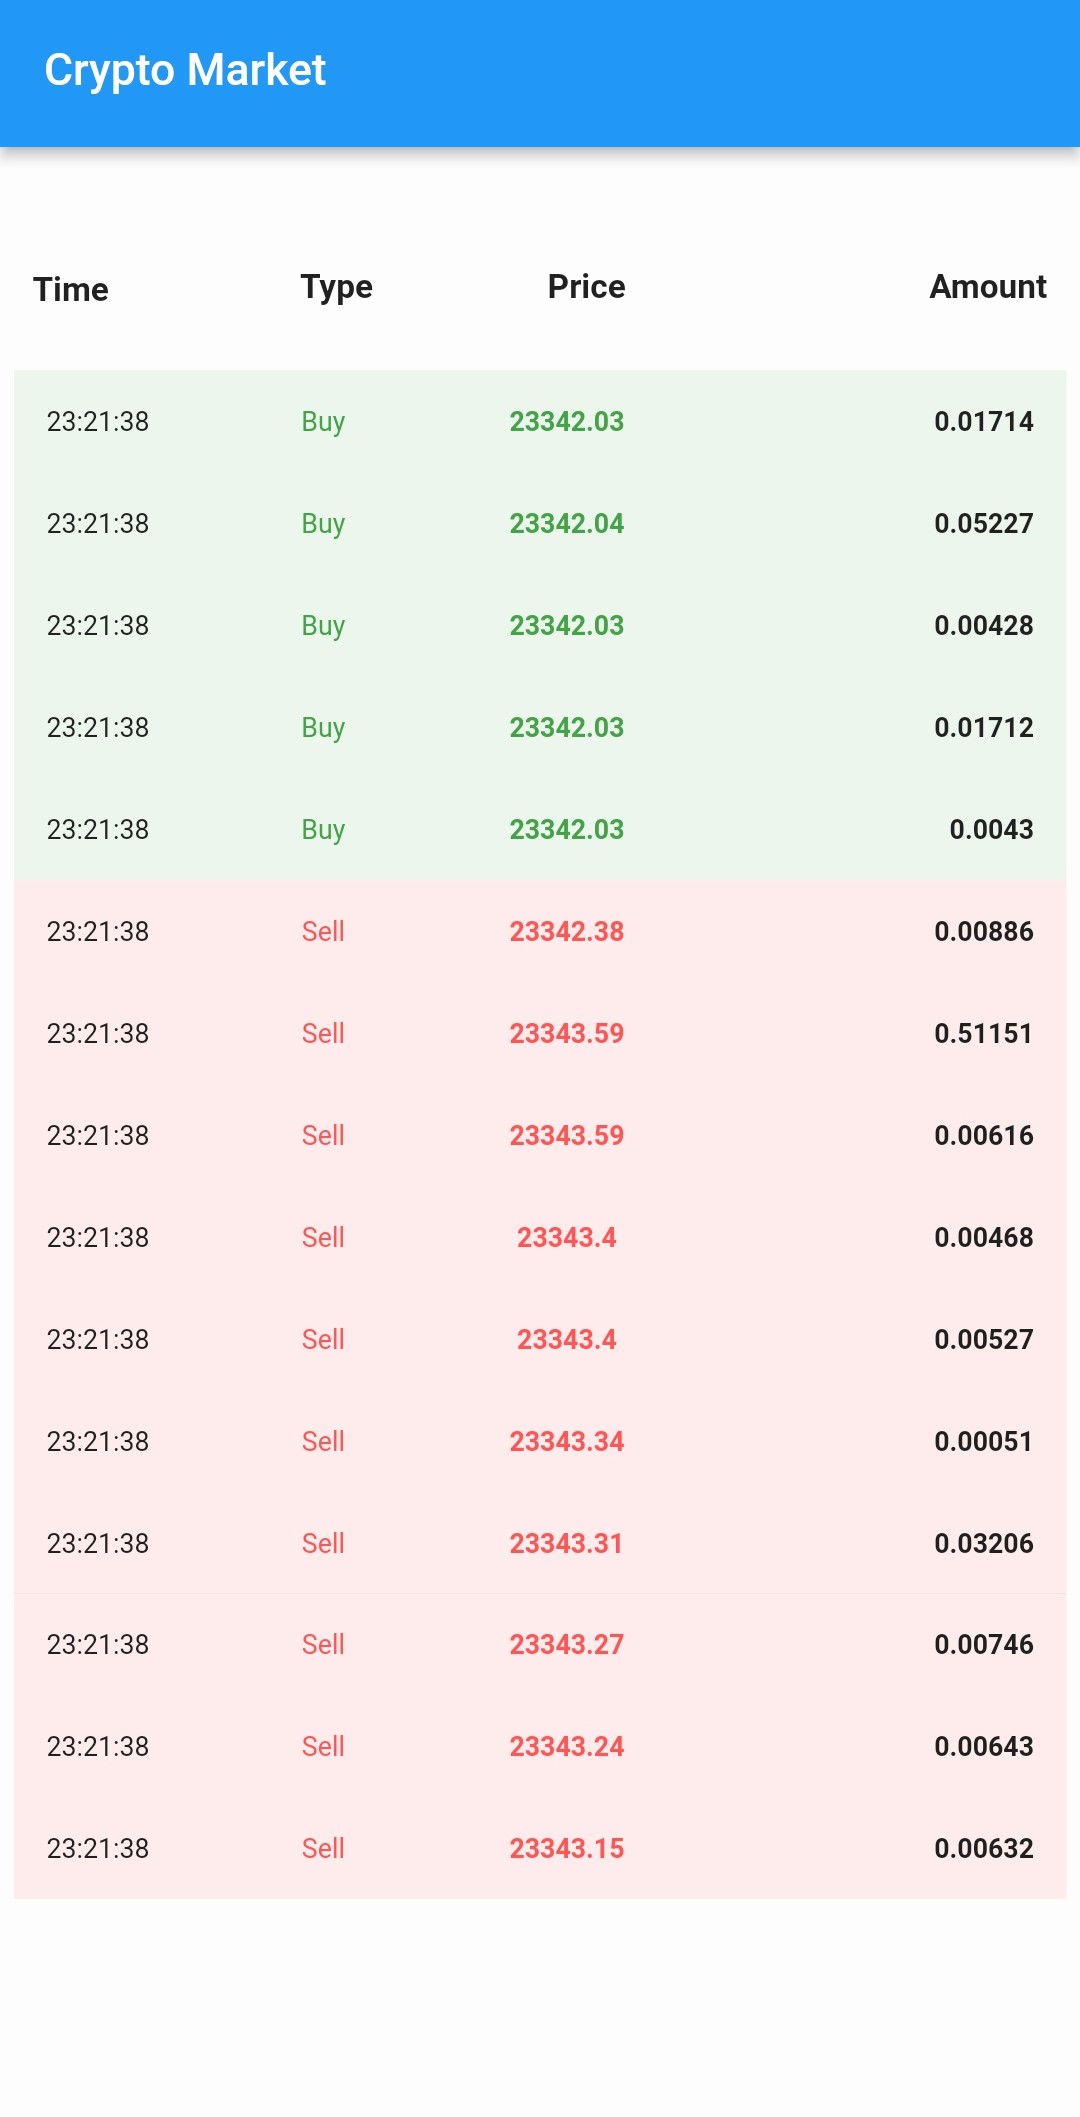 Crypto Market
Time Type Price Amount
23:21:38 Buy 23342.03 0.01714
23:21:38 Buy 23342.04 0.05227
23:21:38 Buy 23342.03 0.00428
23:21:38 Buy 23342.03 0.01712
23:21:38 Buy 23342.03 0.0043
23:21:38 Sell 23342.38 0.00886
23:21:38 Sell 23343.59 0.51151
23:21:38 Sell 23343.59 0.00616
23:21:38 Sell 23343.4 0.00468
23:21:38 Sell 23343.4 0.00527
23:21:38 Sell 23343.34 0.00051
23:21:38 Sell 23343.31 0.03206
23:21:38 Sell 23343.27 0.00746
23:21:38 Sell 23343.24 0.00643
23:21:38 Sell 23343.15 0.00632